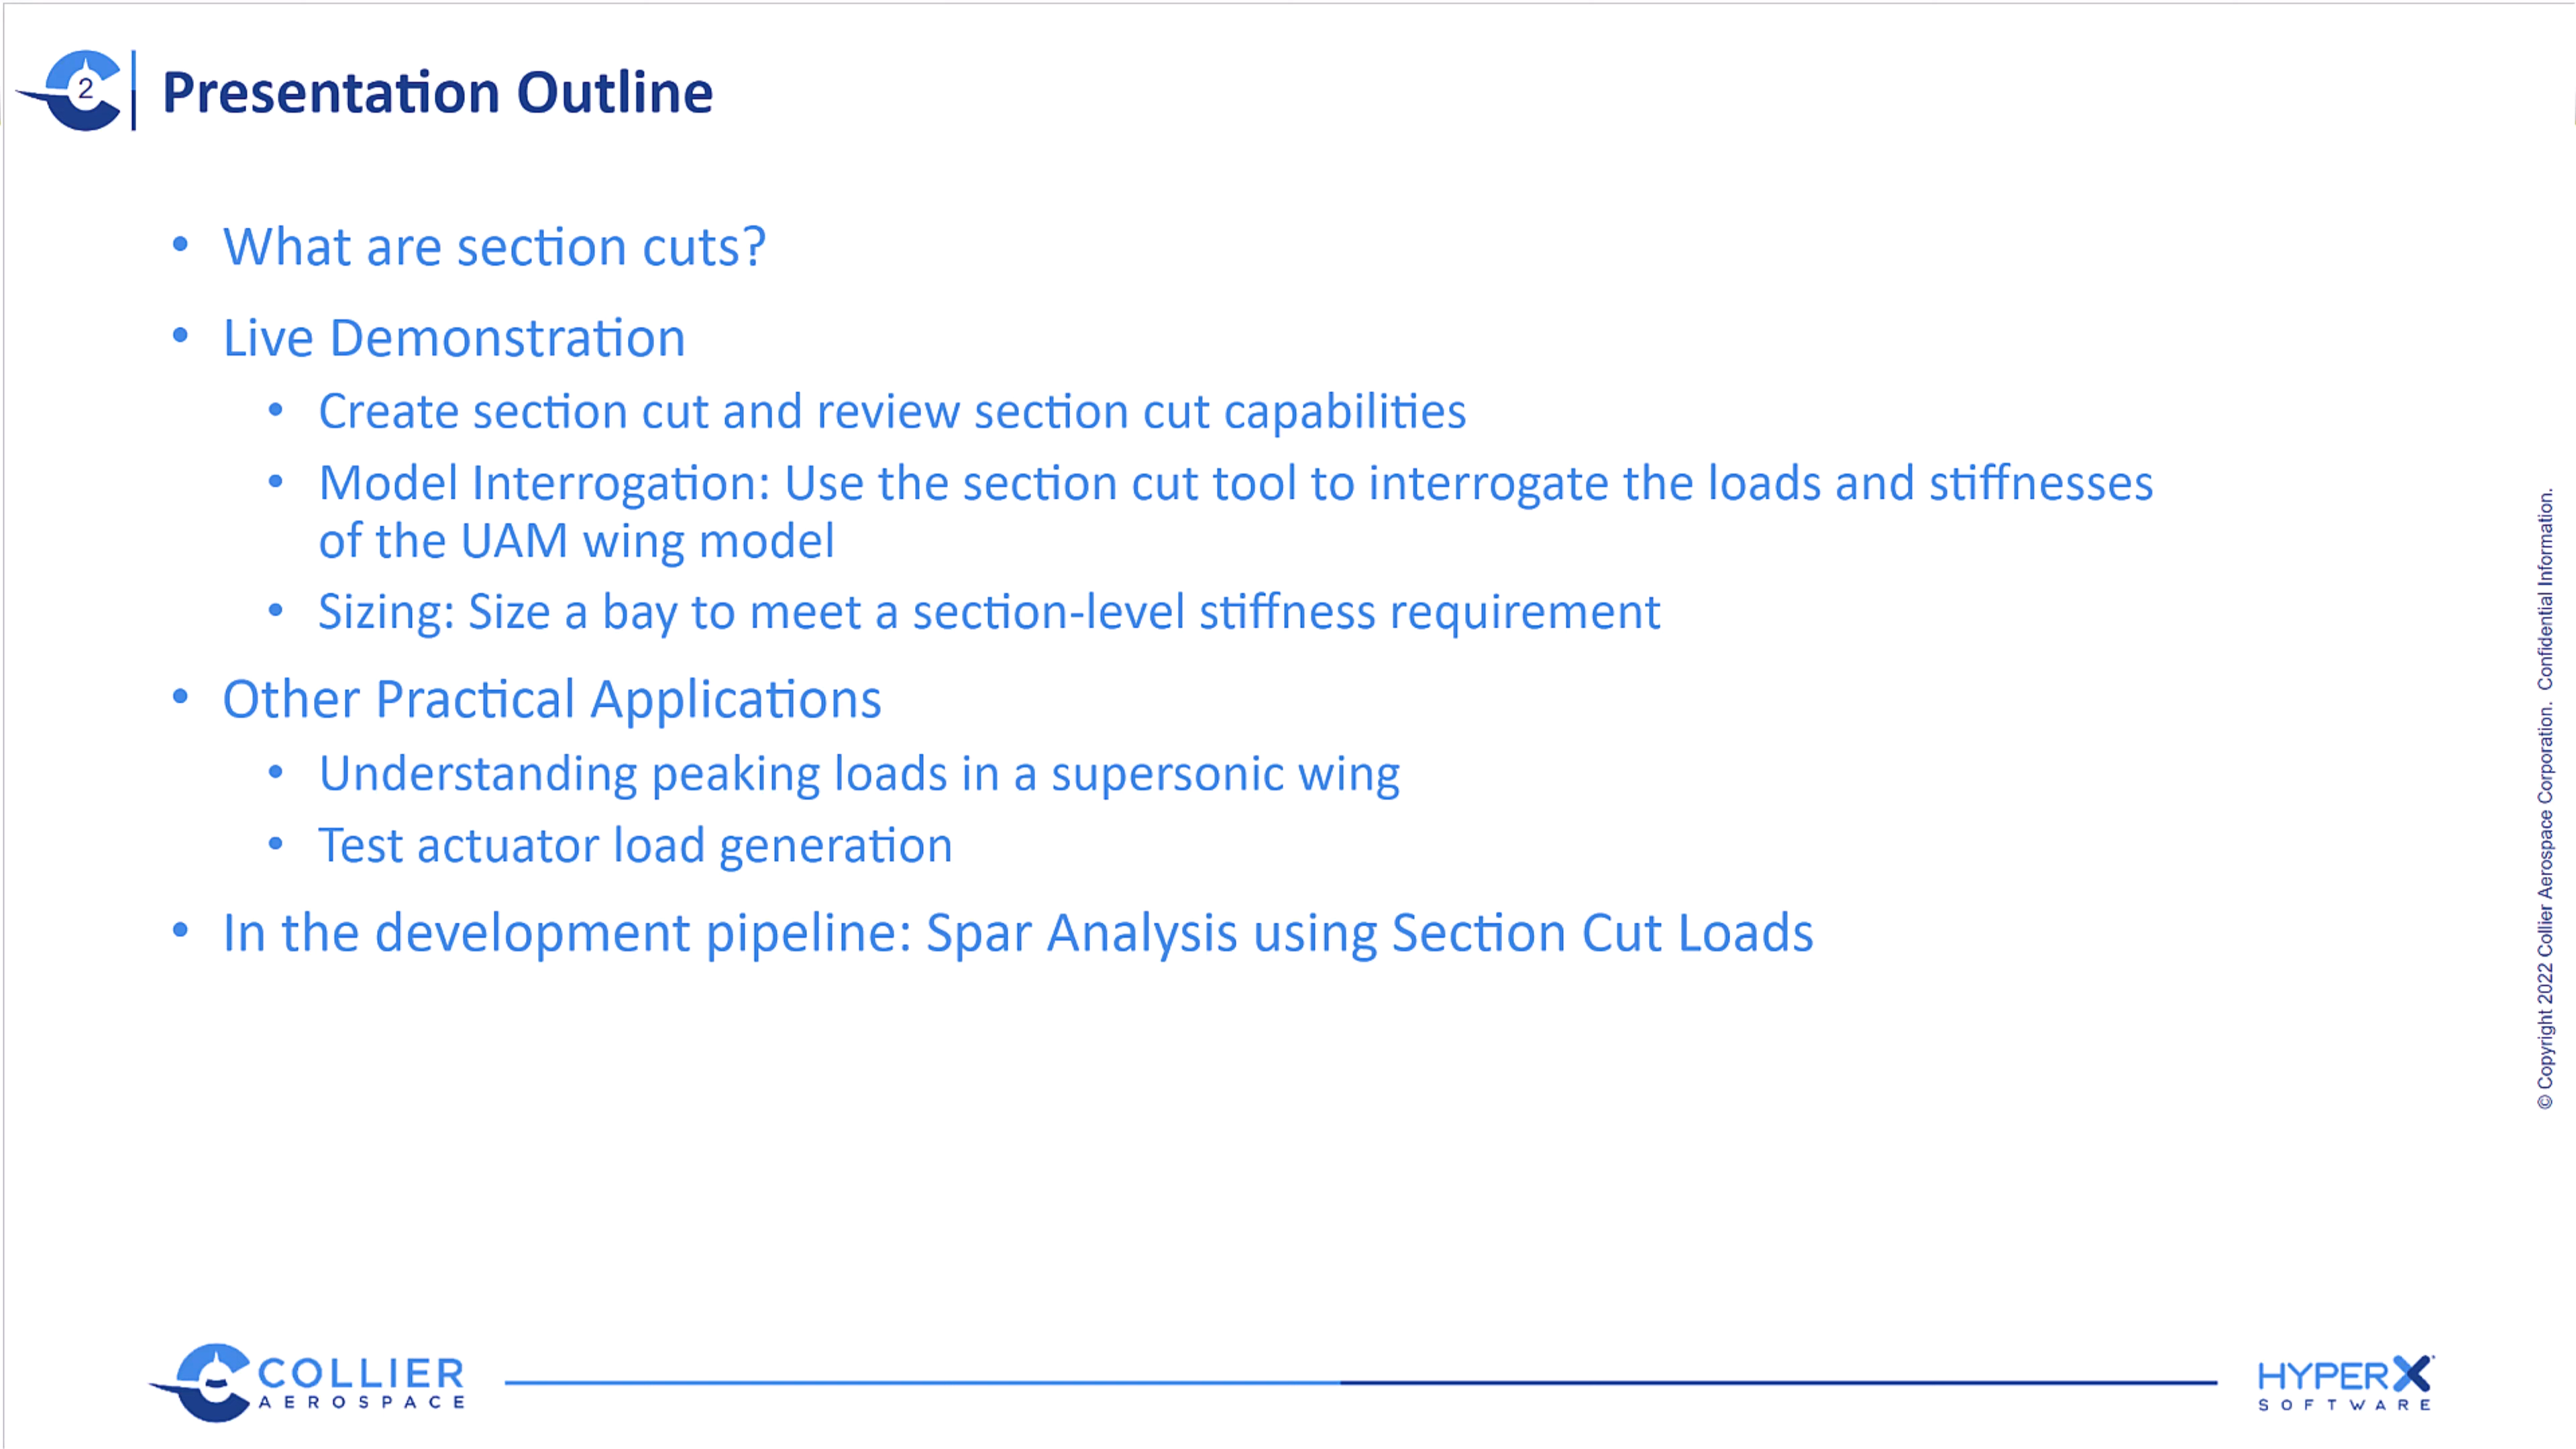 2
Presentation Outline
• What are section cuts?
• Live Demonstration
• Create section cut and review section cut capabilities
• Model Interrogation: Use the section cut tool to interrogate the loads and stiffnesses
of the UAM wing model
• Sizing: Size a bay to meet a section-level stiffness requirement
• Other Practical Applications
• Understanding peaking loads in a supersonic wing
• Test actuator load generation
• In the development pipeline: Spar Analysis using Section Cut Loads
© Copyright 2022 Collier Aerospace Corporation. Confidential Information.
COLLIER
AEROSPACE
HYPERX
SOFTWARE